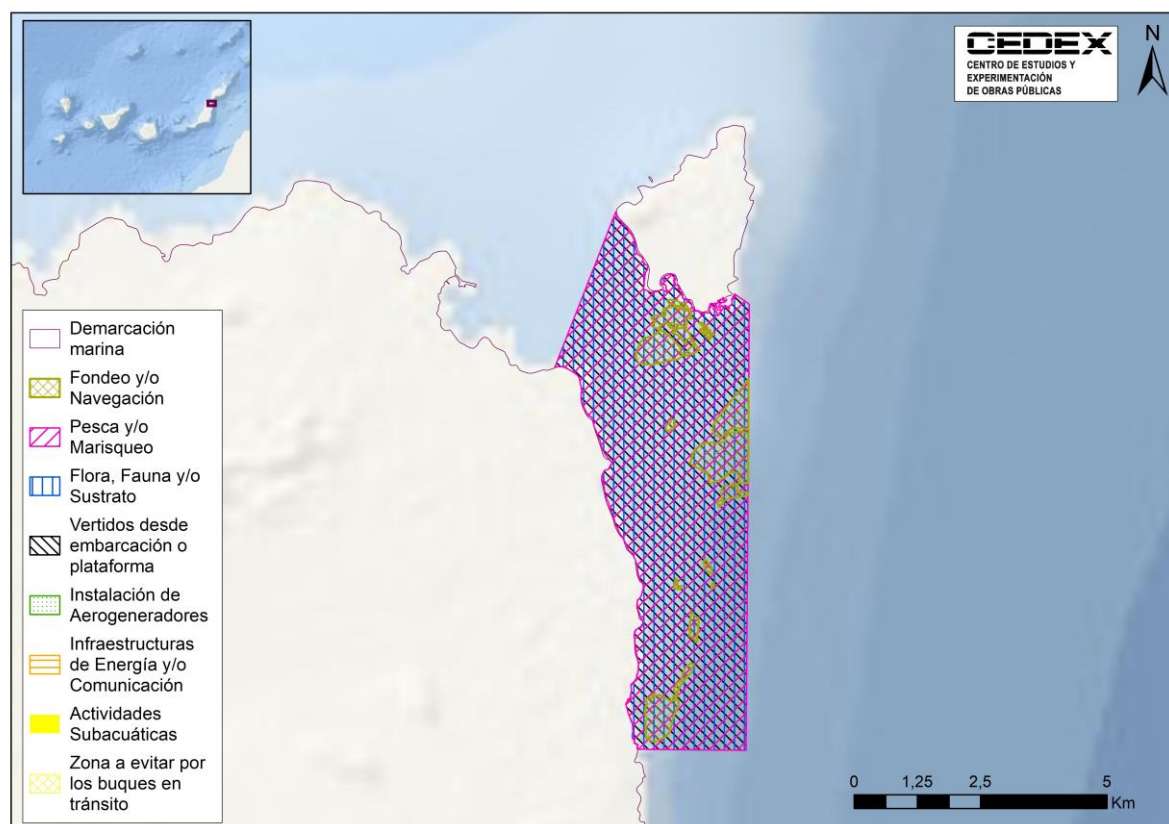 CEDEX
CENTRO DE ESTUDIOS Y
EXPERIMENTACIÓN
DE OBRAS PÚBLICAS
N
Demarcación
marina
Fondeo y/o
Navegación
Pesca y/o
Marisqueo
Flora, Fauna y/o
Sustrato
Vertidos desde
embarcación o
plataforma
Instalación de
Aerogeneradores
Infraestructuras
de Energía y/o
Comunicación
Actividades
Subacuáticas
Zona a evitar por
los buques en
tránsito
0 1,25 2,5 5
Km